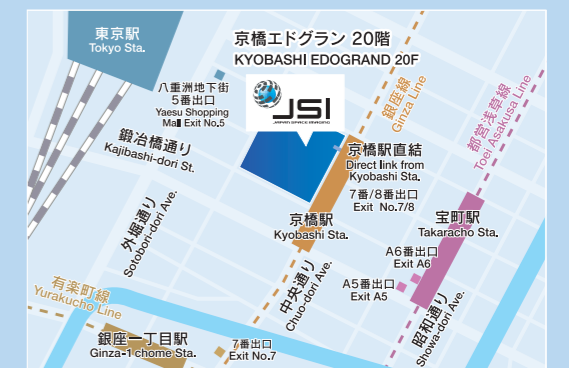 東京駅
Tokyo Sta.
京橋エドグラン 20階
KYOBASHI EDOGRAND 20F
八重洲地下街
5番出口
Yaesu Shopping
Mall Exit No.5
JSI
JAPAN SPACE IMAGING
銀座線
Ginza Line
都営浅草線
Toei Asakusa Line
鍛冶橋通り
Kajibashi-dori St.
京橋駅直結
Direct link from
Kyobashi Sta.
7番/8番出口
Exit No.7/8
京橋駅
Kyobashi Sta.
宝町駅
Takaracho Sta.
外堀通り
Sotobori-dori Ave.
A6番出口
Exit A6
A5番出口
Exit A5
中央通り
Chuo-dori Ave.
昭和通り
Showa-dori Ave.
有楽町線
Yurakucho Line
銀座一丁目駅
Ginza-1 chome Sta.
7番出口
Exit No.7